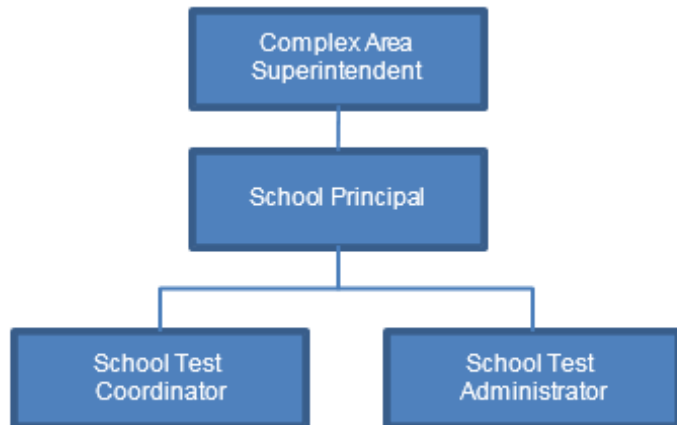 Complex Area
Superintendent
School Principal
School Test
Coordinator
School Test
Administrator